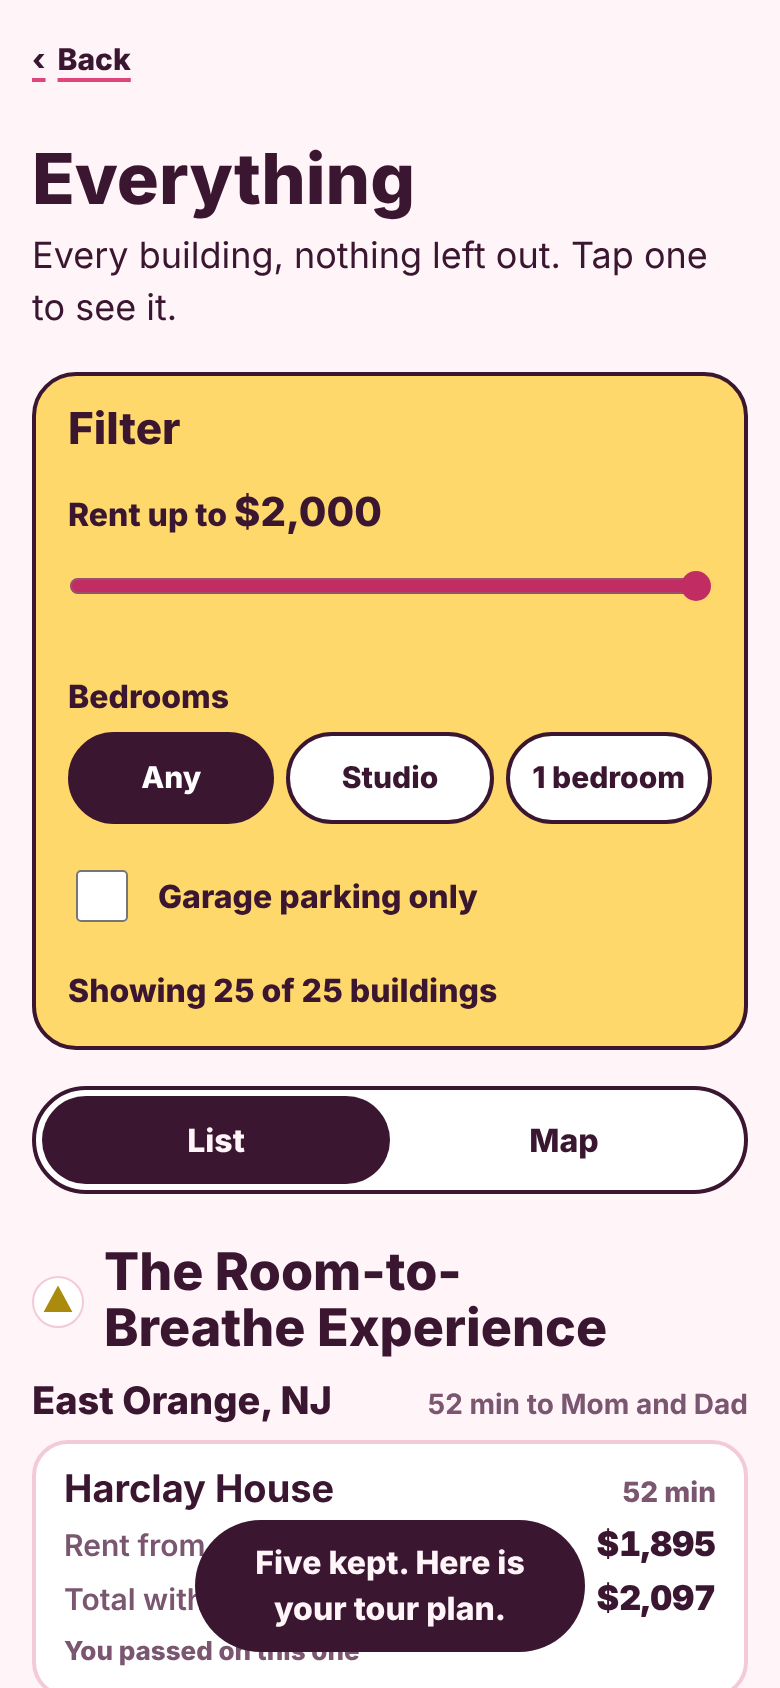 ‹ Back
Everything
Every building, nothing left out. Tap one
to see it.
Filter
Rent up to $2,000
Bedrooms
Any
Studio
1 bedroom
Garage parking only
Showing 25 of 25 buildings
List
Map
The Room-to-
Breathe Experience
East Orange, NJ
52 min to Mom and Dad
Harclay House
52 min
Rent from
$1,895
Total with
$2,097
You passed on this one
Five kept. Here is
your tour plan.